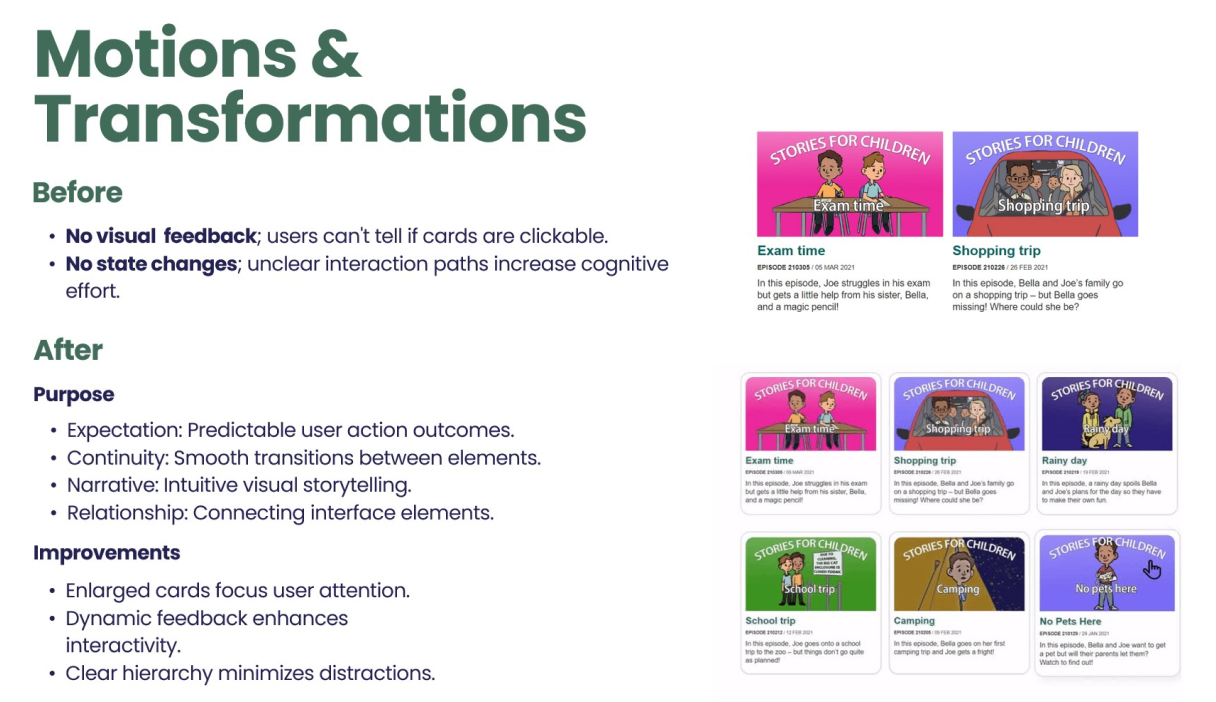 Motions &
Transformations
Before
• No visual feedback; users can't tell if cards are clickable.
• No state changes; unclear interaction paths increase cognitive
effort.
After
Purpose
• Expectation: Predictable user action outcomes.
• Continuity: Smooth transitions between elements.
• Narrative: Intuitive visual storytelling.
• Relationship: Connecting interface elements.
Improvements
• Enlarged cards focus user attention.
• Dynamic feedback enhances
interactivity.
• Clear hierarchy minimizes distractions.
STORIES FOR CHILDREN
Exam time
Exam time
EPISODE 210305 / 05 MAR 2021
In this episode, Joe struggles in his exam
but gets a little help from his sister, Bella,
and a magic pencil!
STORIES FOR CHILDREN
Shopping trip
Shopping trip
EPISODE 210226 / 26 FEB 2021
In this episode, Bella and Joe's family go
on a shopping trip – but Bella goes
missing! Where could she be?
STORIES FOR CHILDREN
Exam time
Exam time
EPISODE 210305 / 05 MAR 2021
In this episode, Joe struggles in his exam
but gets a little help from his sister, Bella,
and a magic pencil!
STORIES FOR CHILDREN
Shopping trip
Shopping trip
EPISODE 210226 / 26 FEB 2021
In this episode, Bella and Joe's family go
on a shopping trip – but Bella goes
missing! Where could she be?
STORIES FOR CHILDREN
Rainy day
Rainy day
EPISODE 210219 / 19 FEB 2021
In this episode, a rainy day spoils Bella
and Joe's plans for the day so they have
to make their own fun.
STORIES FOR CHILDREN
School trip
School trip
EPISODE 210212 / 12 FEB 2021
In this episode, Joe goes onto a school
trip to the zoo – but things don't go quite
as planned!
STORIES FOR CHILDREN
Camping
Camping
EPISODE 210205 / 05 FEB 2021
In this episode, Bella goes on her first
camping trip and Joe gets a fright!
STORIES FOR CHILDREN
No pets here
No Pets Here
EPISODE 210129 / 29 JAN 2021
In this episode, Bella and Joe want to get
a pet but will their parents let them?
Watch to find out!